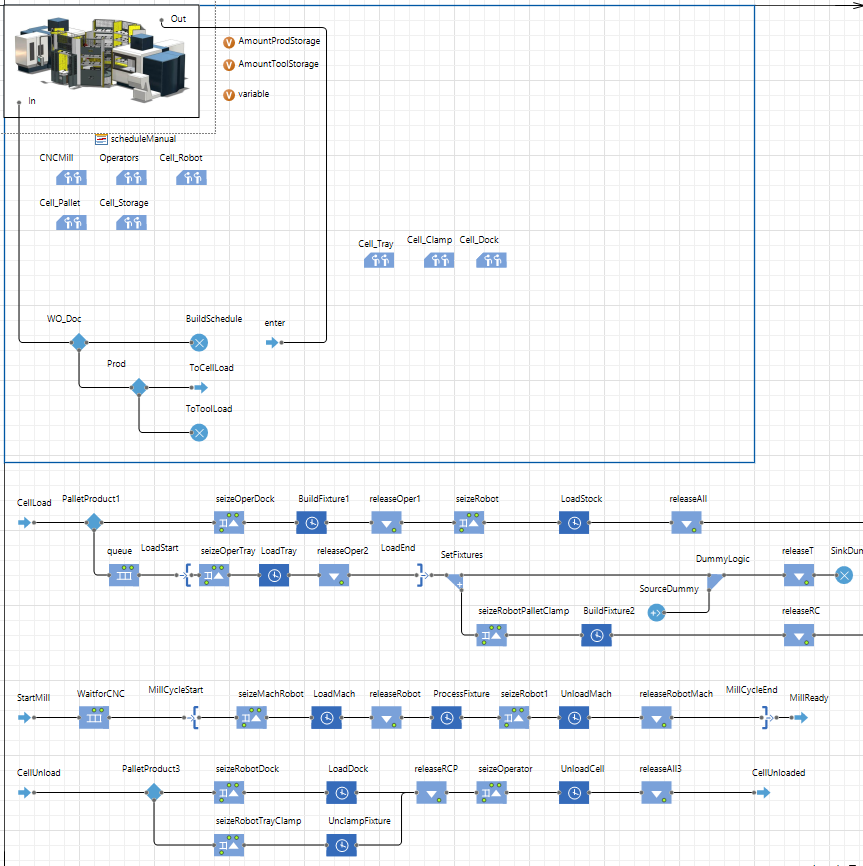 Out
AmountProdStorage
AmountToolStorage
variable
In
scheduleManual
CNCMill Operators Cell_Robot
Cell_Pallet Cell_Storage
Cell_Tray Cell_Clamp Cell_Dock
WO_Doc BuildSchedule enter
Prod ToCellLoad
ToToolLoad
CellLoad PalletProduct1 seizeOperDock BuildFixture1 releaseOper1 seizeRobot LoadStock releaseAll
queue LoadStart seizeOperTray LoadTray releaseOper2 LoadEnd SetFixtures DummyLogic releaseT SinkDum
SourceDummy
seizeRobotPalletClamp BuildFixture2 releaseRC
StartMill WaitforCNC MillCycleStart seizeMachRobot LoadMach releaseRobot ProcessFixture seizeRobot1 UnloadMach releaseRobotMach MillCycleEnd MillReady
CellUnload PalletProduct3 seizeRobotDock LoadDock releaseRCP seizeOperator UnloadCell releaseAll3 CellUnloaded
seizeRobotTrayClamp UnclampFixture